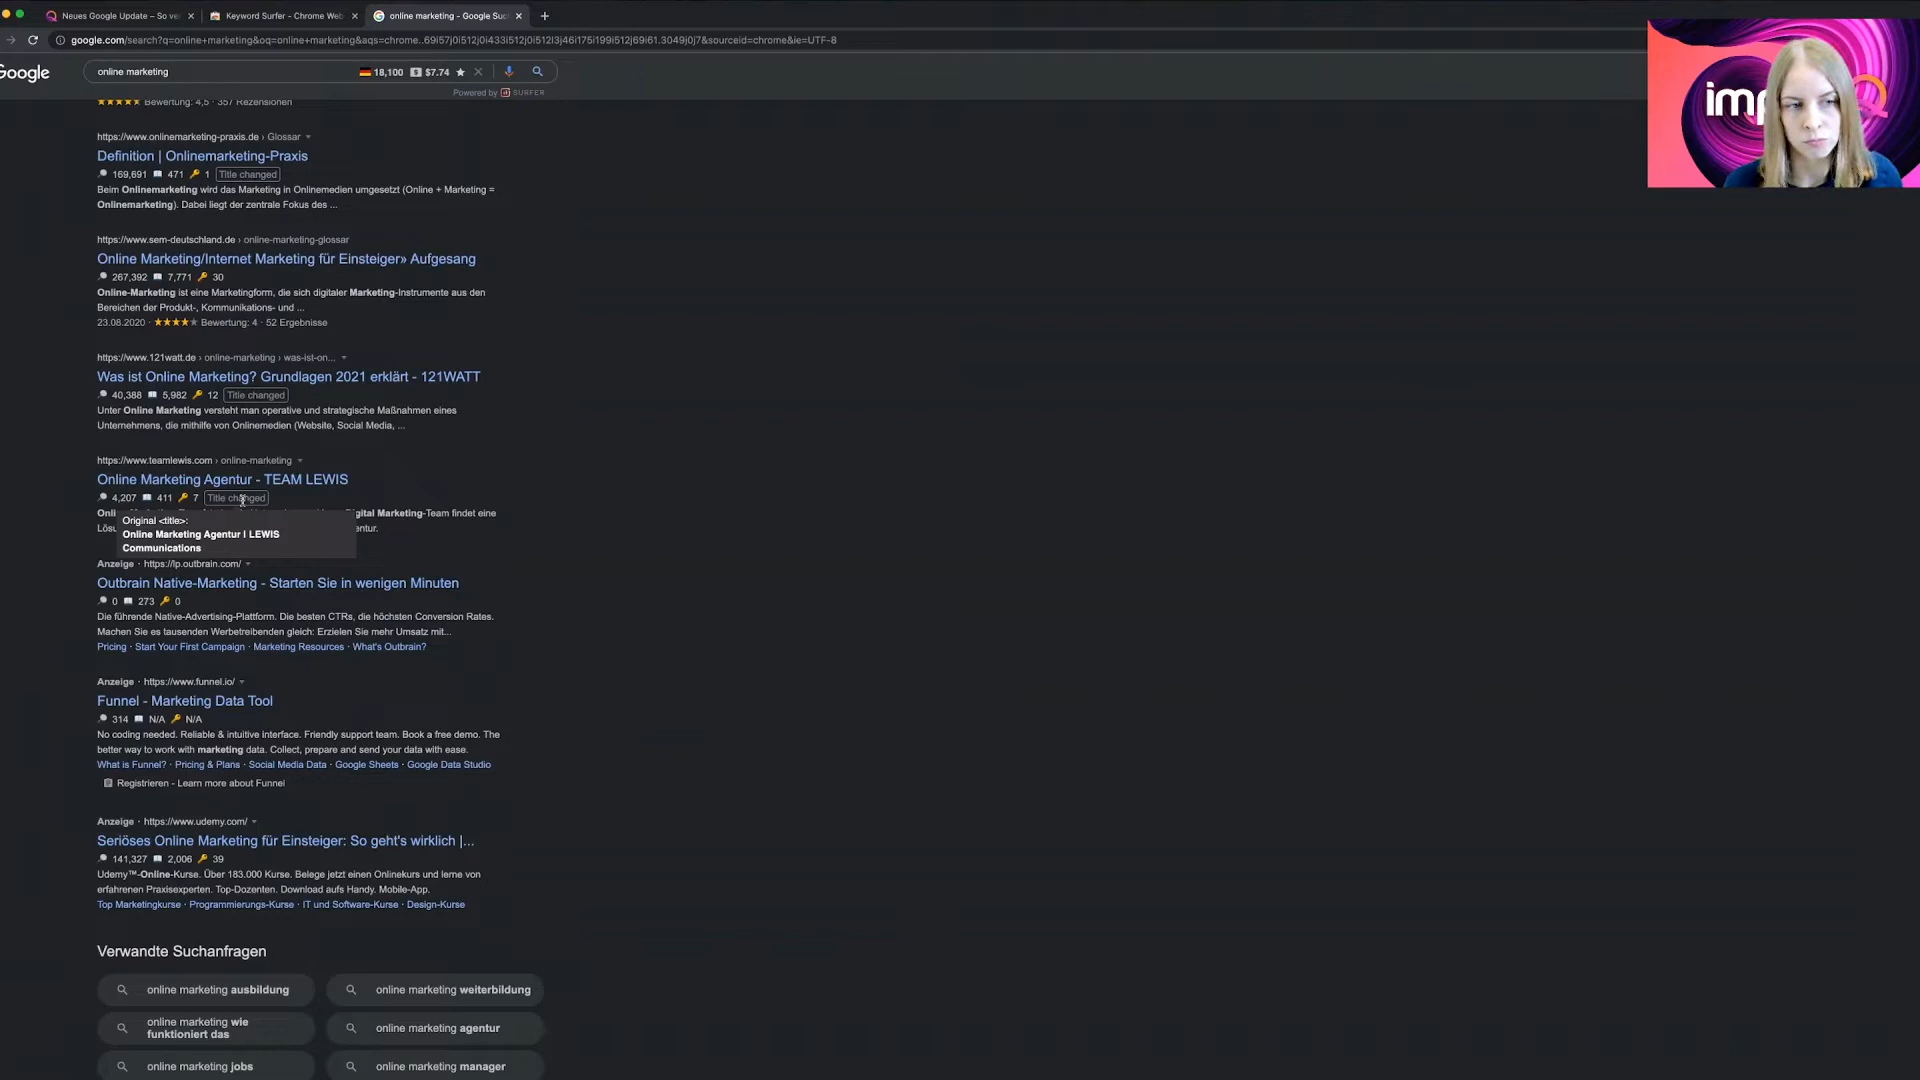 Neues Google Update – So ve
Keyword Surfer - Chrome Web
online marketing - Google Suc
google.com/search?q=online+marketing&oq=online+marketing&aqs=chrome..69i57j0i512j0i433i512j0i512l3j46i175i199i512j69i61.3049j0j7&sourceid=chrome&ie=UTF-8
Google
online marketing
18,100 $7.74
Powered by SURFER
imp
Bewertung: 4,5 · 357 Rezensionen
https://www.onlinemarketing-praxis.de › Glossar
Definition | Onlinemarketing-Praxis
169,691 471 1 Title changed
Beim Onlinemarketing wird das Marketing in Onlinemedien umgesetzt (Online + Marketing =
Onlinemarketing). Dabei liegt der zentrale Fokus des ...
https://www.sem-deutschland.de › online-marketing-glossar
Online Marketing/Internet Marketing für Einsteiger» Aufgesang
267,392 7,771 30
Online-Marketing ist eine Marketingform, die sich digitaler Marketing-Instrumente aus den
Bereichen der Produkt-, Kommunikations- und ...
23.08.2020 · Bewertung: 4 · 52 Ergebnisse
https://www.121watt.de › online-marketing › was-ist-on...
Was ist Online Marketing? Grundlagen 2021 erklärt - 121WATT
40,388 5,982 12 Title changed
Unter Online Marketing versteht man operative und strategische Maßnahmen eines
Unternehmens, die mithilfe von Onlinemedien (Website, Social Media, ...
https://www.teamlewis.com › online-marketing
Online Marketing Agentur - TEAM LEWIS
4,207 411 7 Title changed
Onli gital Marketing-Team findet eine
Lösu entur.
Original <title>:
Online Marketing Agentur | LEWIS
Communications
Anzeige · https://lp.outbrain.com/
Outbrain Native-Marketing - Starten Sie in wenigen Minuten
0 273 0
Die führende Native-Advertising-Plattform. Die besten CTRs, die höchsten Conversion Rates.
Machen Sie es tausenden Werbetreibenden gleich: Erzielen Sie mehr Umsatz mit...
Pricing · Start Your First Campaign · Marketing Resources · What's Outbrain?
Anzeige · https://www.funnel.io/
Funnel - Marketing Data Tool
314 N/A N/A
No coding needed. Reliable & intuitive interface. Friendly support team. Book a free demo. The
better way to work with marketing data. Collect, prepare and send your data with ease.
What is Funnel? · Pricing & Plans · Social Media Data · Google Sheets · Google Data Studio
Registrieren - Learn more about Funnel
Anzeige · https://www.udemy.com/
Seriöses Online Marketing für Einsteiger: So geht's wirklich |...
141,327 2,006 39
Udemy™-Online-Kurse. Über 183.000 Kurse. Belege jetzt einen Onlinekurs und lerne von
erfahrenen Praxisexperten. Top-Dozenten. Download aufs Handy. Mobile-App.
Top Marketingkurse · Programmierungs-Kurse · IT und Software-Kurse · Design-Kurse
Verwandte Suchanfragen
online marketing ausbildung
online marketing weiterbildung
online marketing wie
funktioniert das
online marketing agentur
online marketing jobs
online marketing manager